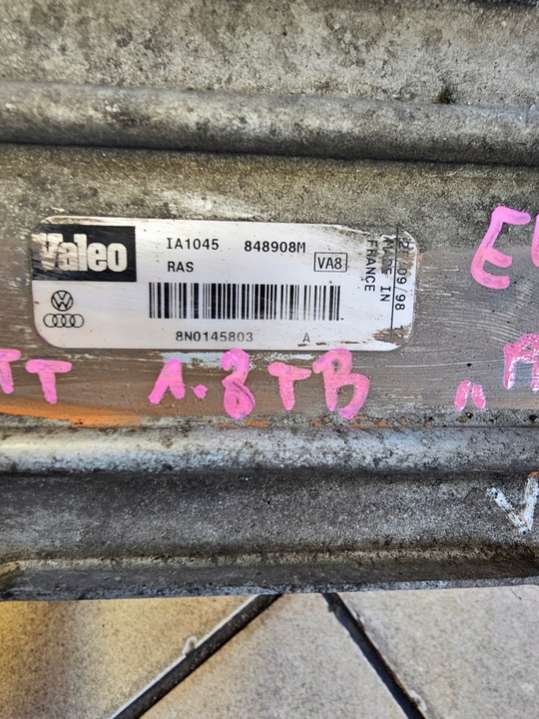 Valeo
IA1045 848908M
RAS
VA8
8N0145803 A
/09/98
MADE IN
FRANCE
TT 1.8TB
"A